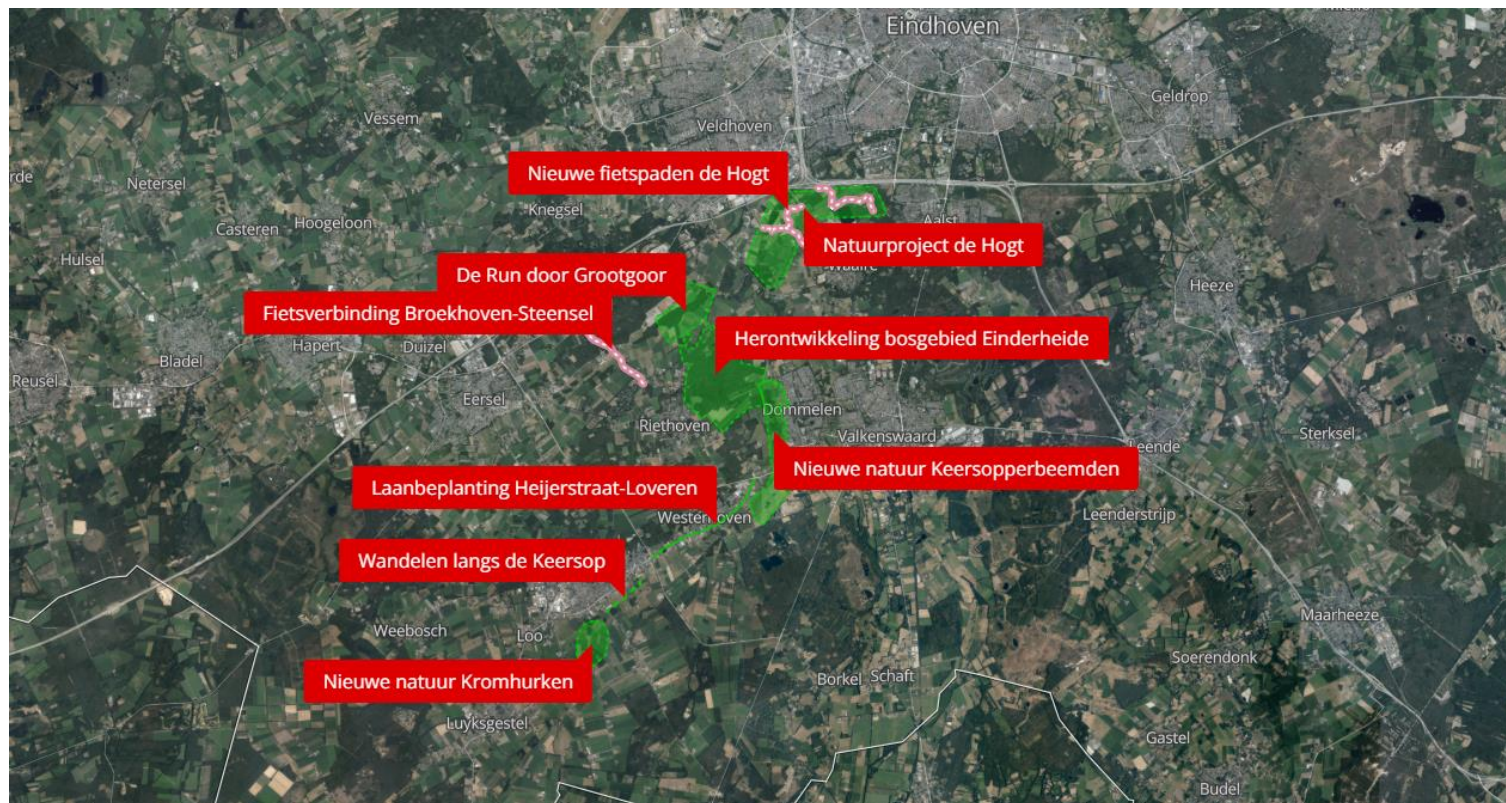 Eindhoven
Geldrop
Vessem
Veldhoven
Nieuwe fietspaden de Hogt
Netersel
Knegsel
Casteren
Hoogeloon
Aalst
Hulsel
Natuurproject de Hogt
De Run door Grootgoor
Heeze
Fietsverbinding Broekhoven-Steensel
Herontwikkeling bosgebied Einderheide
Hapert
Duizel
Bladel
Reusel
Eersel
Dommelen
Riethoven
Valkenswaard
Sterksel
Leende
Nieuwe natuur Keersopperbeemden
Laanbeplanting Heijerstraat-Loveren
Westerhoven
Leenderstrijp
Wandelen langs de Keersop
Maarheeze
Weebosch
Loo
Soerendonk
Nieuwe natuur Kromhurken
Borkel
Schaft
Luyksgestel
Gastel
Budel